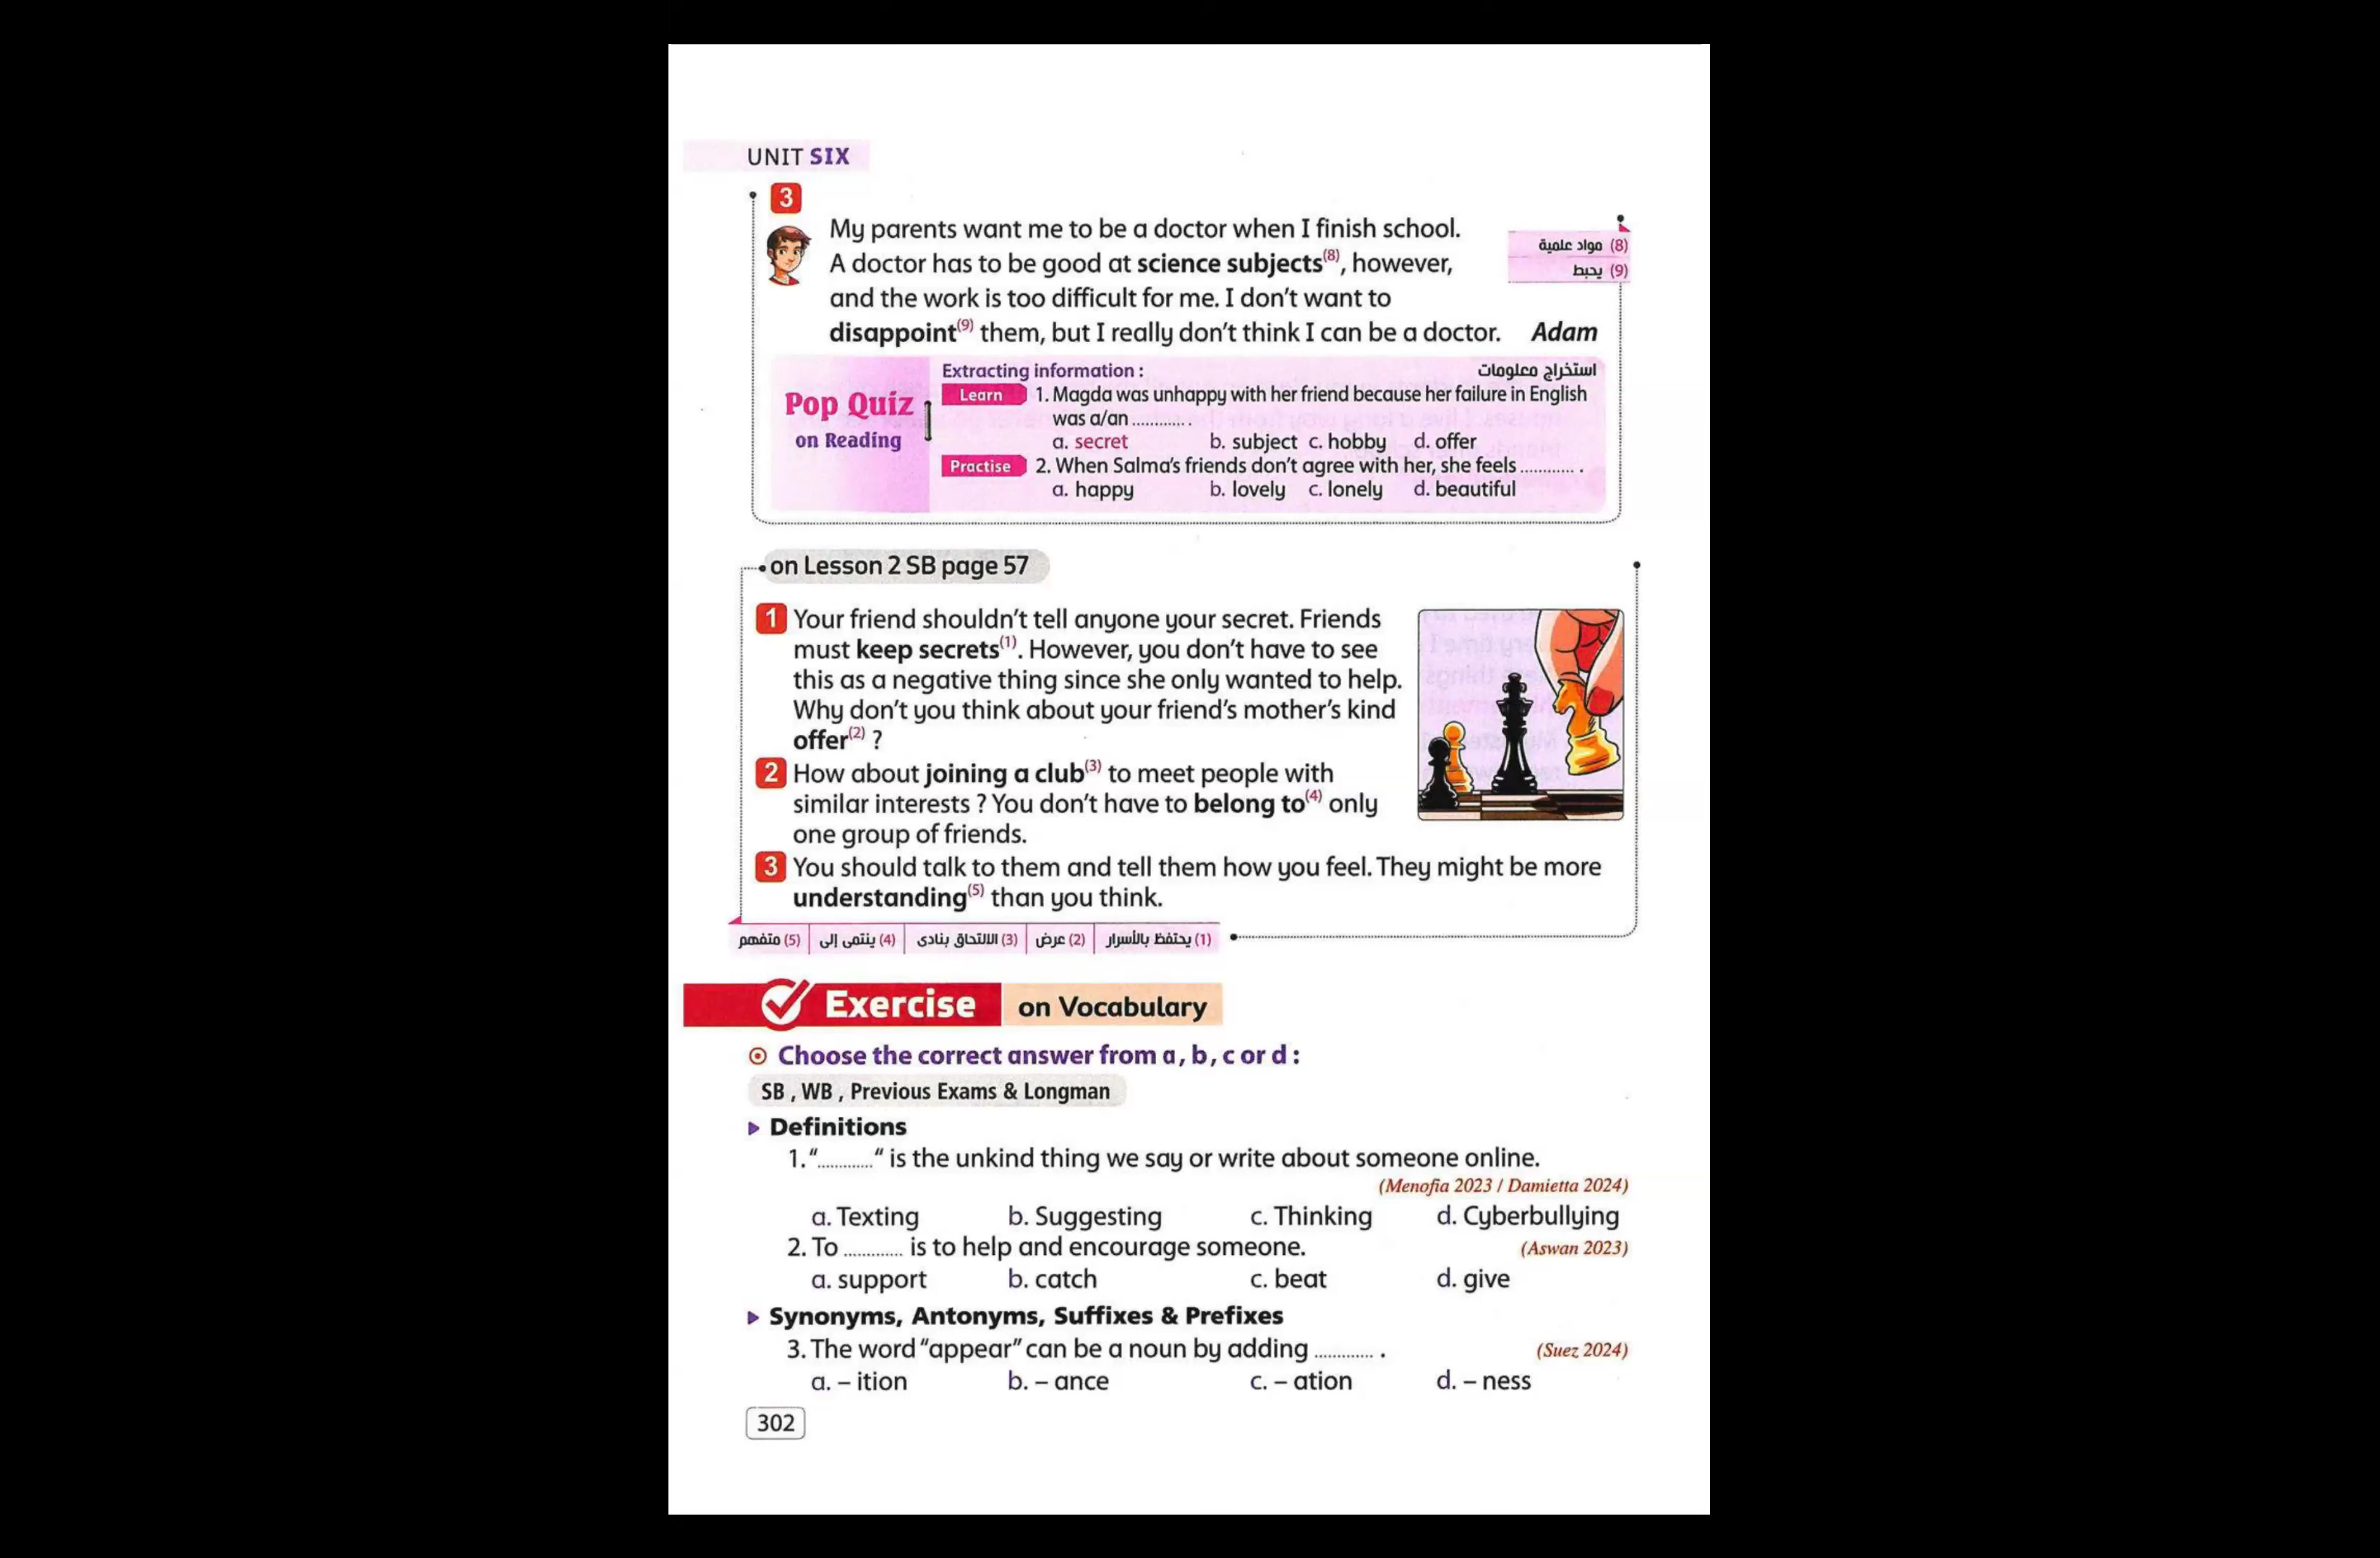 UNIT SIX
3
My parents want me to be a doctor when I finish school.
A doctor has to be good at science subjects(8), however,
and the work is too difficult for me. I don't want to
disappoint(9) them, but I really don't think I can be a doctor. Adam
(8) مواد علمية
(9) يحبط
Pop Quiz
on Reading
Extracting information : استخراج معلومات
Learn 1. Magda was unhappy with her friend because her failure in English
was a/an ............ .
a. secret b. subject c. hobby d. offer
Practise 2. When Salma's friends don't agree with her, she feels ............ .
a. happy b. lovely c. lonely d. beautiful
on Lesson 2 SB page 57
1 Your friend shouldn't tell anyone your secret. Friends
must keep secrets(1). However, you don't have to see
this as a negative thing since she only wanted to help.
Why don't you think about your friend's mother's kind
offer(2) ?
2 How about joining a club(3) to meet people with
similar interests ? You don't have to belong to(4) only
one group of friends.
3 You should talk to them and tell them how you feel. They might be more
understanding(5) than you think.
(1) يحتفظ بالأسرار (2) عرض (3) الالتحاق بنادى (4) ينتمى إلى (5) متفهم
Exercise on Vocabulary
Choose the correct answer from a, b, c or d :
SB , WB , Previous Exams & Longman
Definitions
1. "............" is the unkind thing we say or write about someone online.
(Menofia 2023 / Damietta 2024)
a. Texting b. Suggesting c. Thinking d. Cyberbullying
2. To ............ is to help and encourage someone. (Aswan 2023)
a. support b. catch c. beat d. give
Synonyms, Antonyms, Suffixes & Prefixes
3. The word "appear" can be a noun by adding ............ . (Suez 2024)
a. – ition b. – ance c. – ation d. – ness
302